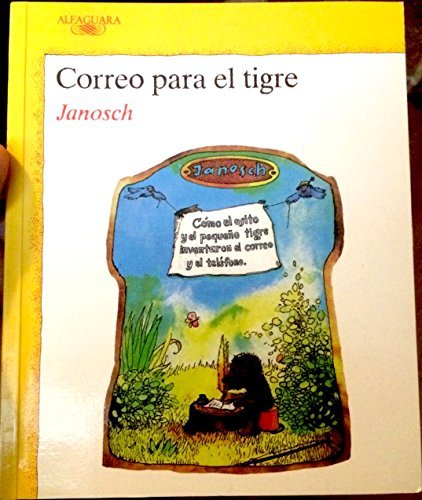 ALFAGUARA
Correo para el tigre
Janosch
Janosch
Cómo el osito
y el pequeño tigre
inventaron el correo
y el teléfono.